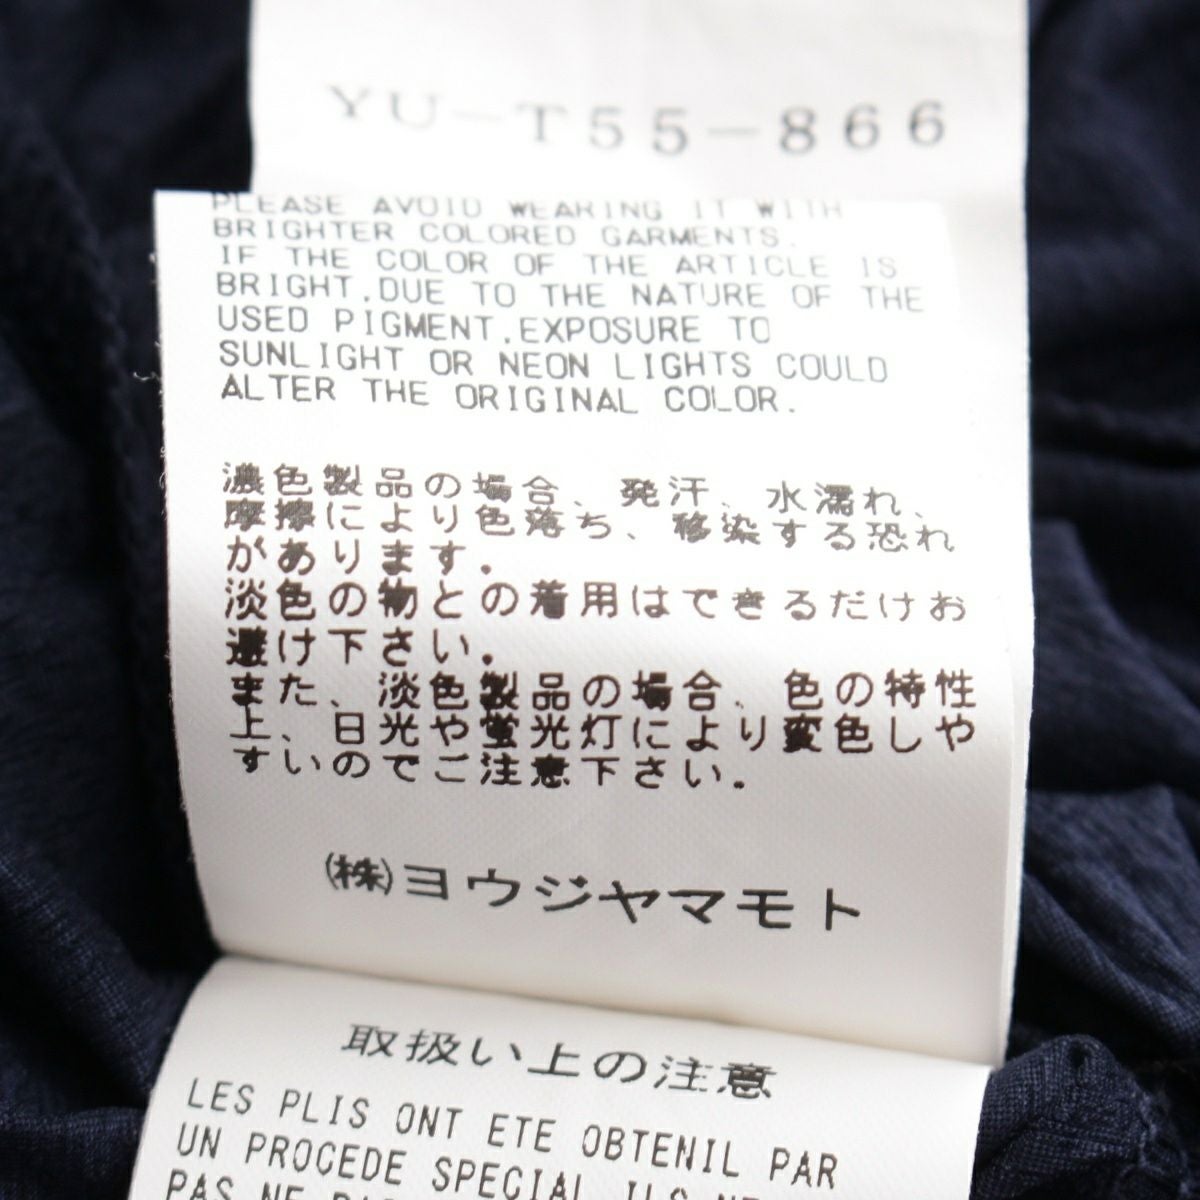 YU-T55-866
PLEASE AVOID WEARING IT WITH
BRIGHTER COLORED GARMENTS.
IF THE COLOR OF THE ARTICLE IS
BRIGHT,DUE TO THE NATURE OF THE
USED PIGMENT,EXPOSURE TO
SUNLIGHT OR NEON LIGHTS COULD
ALTER THE ORIGINAL COLOR.
濃色製品の場合、発汗、水濡れ、
摩擦により色落ち、移染する恐れ
があります。
淡色の物との着用はできるだけお
避け下さい。
また、淡色製品の場合、色の特性
上、日光や蛍光灯により変色しや
すいのでご注意下さい。
(株)ヨウジヤマモト
取扱い上の注意
LES PLIS ONT ETE OBTENIL PAR
UN PROCEDE SPECIAL ILS NE
PAS NE